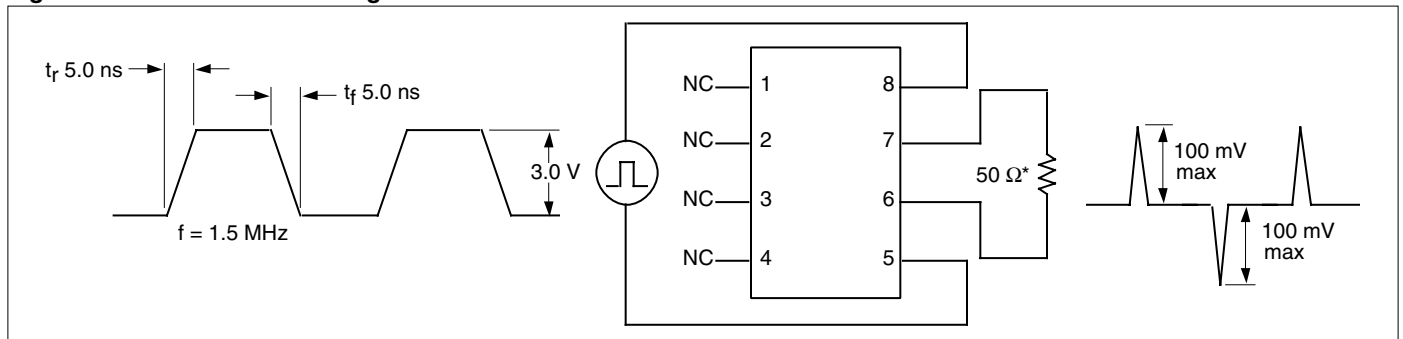 tr 5.0 ns
tf 5.0 ns
3.0 V
f = 1.5 MHz
NC 1 8
NC 2 7
NC 3 6
NC 4 5
50 Ω*
100 mV
max
100 mV
max